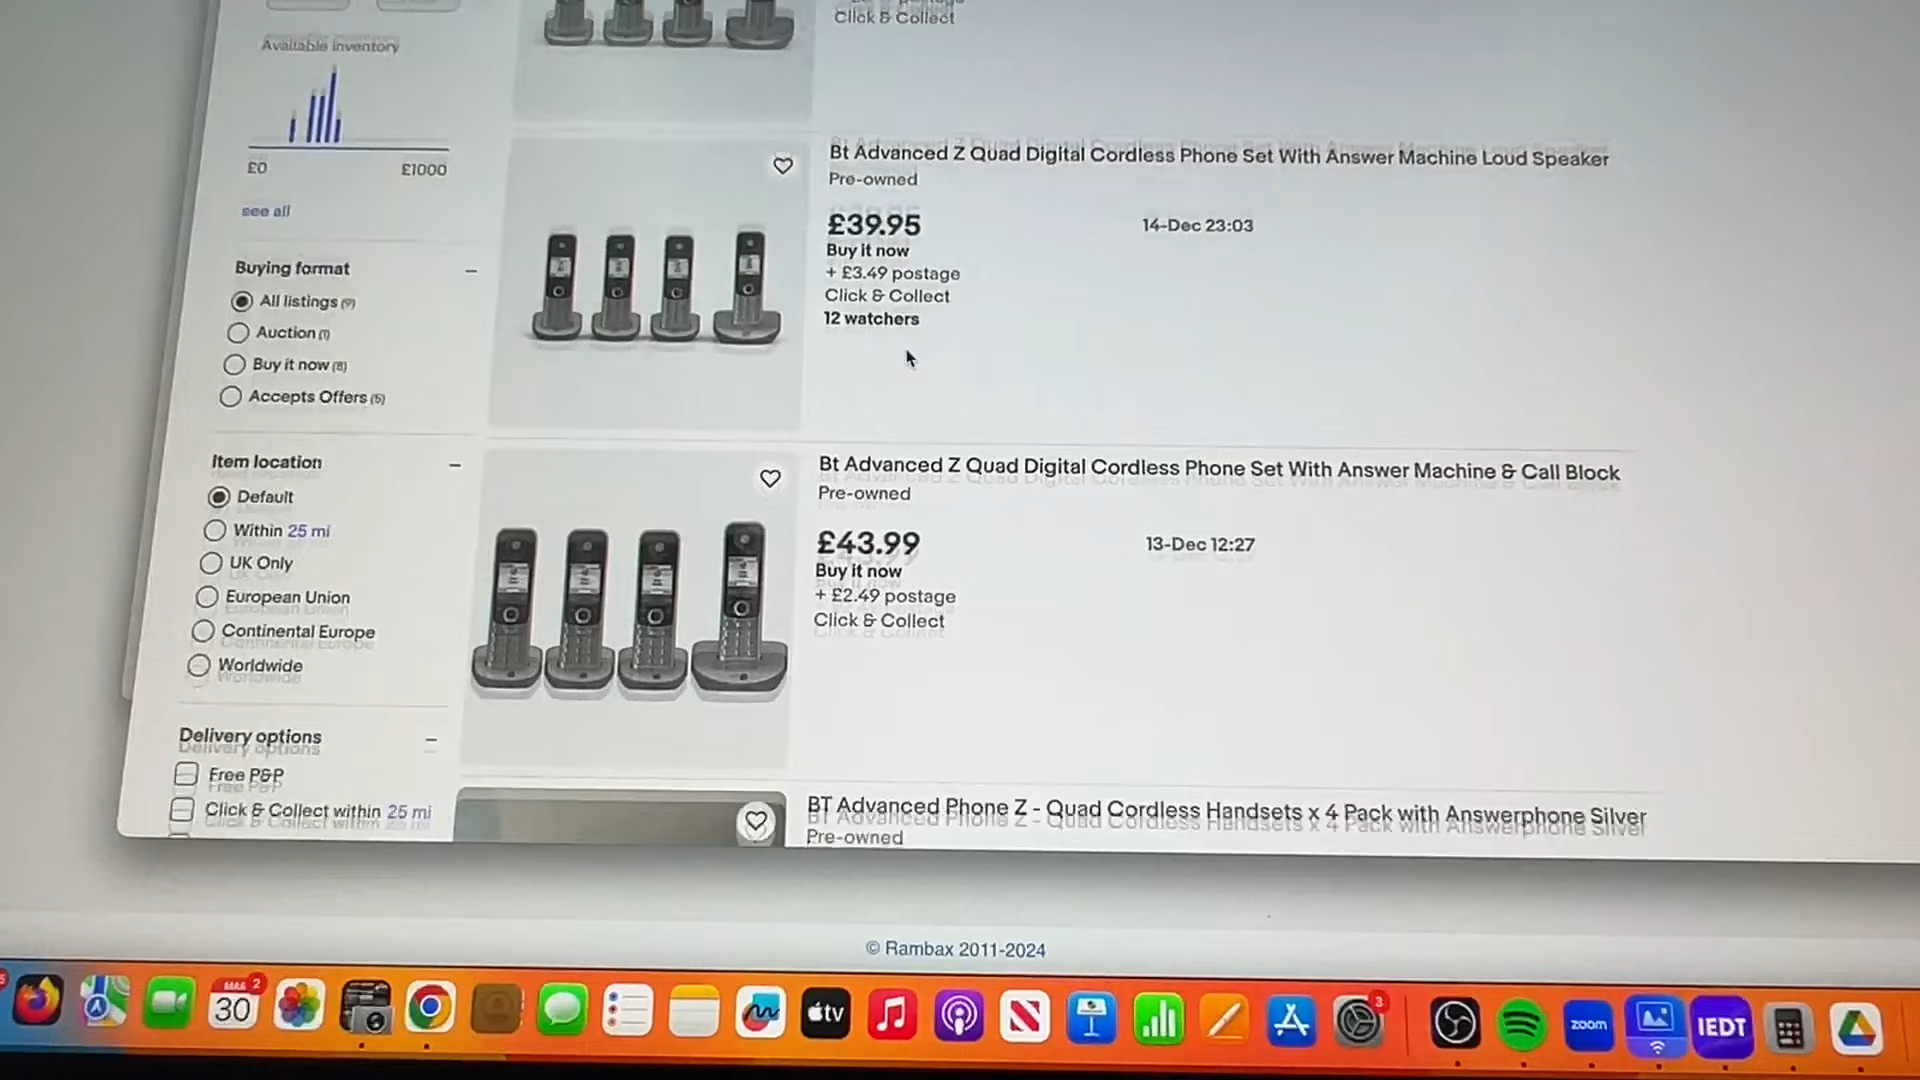 Click & Collect
Available inventory
£0 £1000
see all
Buying format
All listings (9)
Auction (1)
Buy it now (8)
Accepts Offers (5)
Item location
Default
Within 25 mi
UK Only
European Union
Continental Europe
Worldwide
Delivery options
Free P&P
Click & Collect within 25 mi
Bt Advanced Z Quad Digital Cordless Phone Set With Answer Machine Loud Speaker
Pre-owned
£39.95 14-Dec 23:03
Buy it now
+ £3.49 postage
Click & Collect
12 watchers
Bt Advanced Z Quad Digital Cordless Phone Set With Answer Machine & Call Block
Pre-owned
£43.99 13-Dec 12:27
Buy it now
+ £2.49 postage
Click & Collect
BT Advanced Phone Z - Quad Cordless Handsets x 4 Pack with Answerphone Silver
Pre-owned
© Rambax 2011-2024
2
30
tv
3
zoom
IEDT